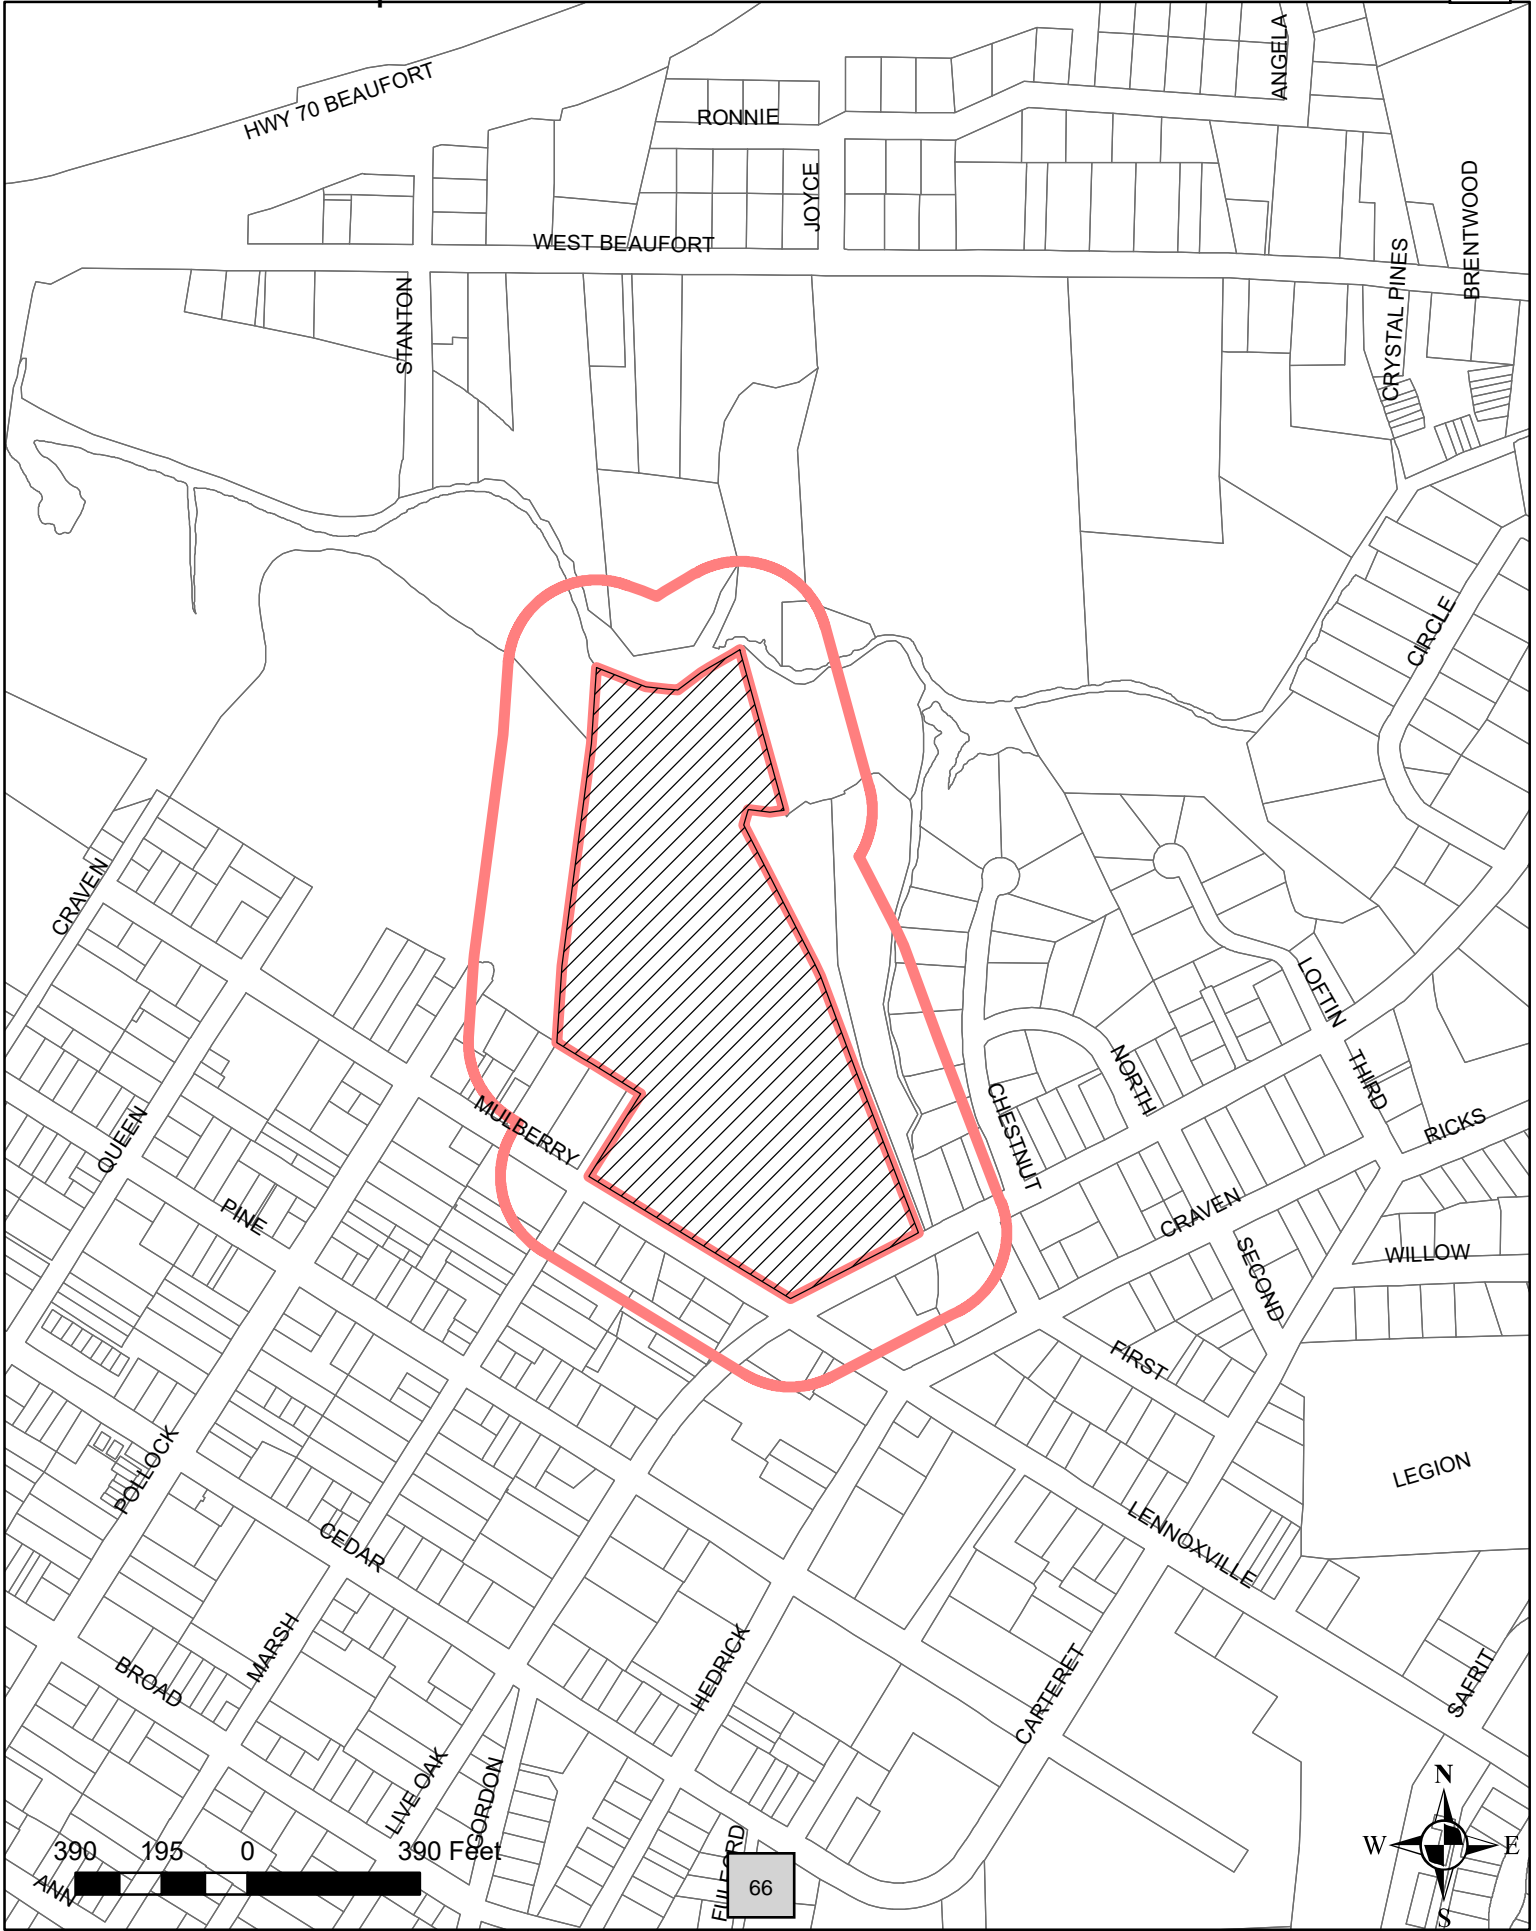 ANGELA
HWY 70 BEAUFORT
RONNIE
JOYCE
BRENTWOOD
WEST BEAUFORT
CRYSTAL PINES
STANTON
CIRCLE
CRAVEN
LOFTIN
NORTH
THIRD
CHESTNUT
MULBERRY
RICKS
QUEEN
PINE
CRAVEN
WILLOW
SECOND
FIRST
POLLOCK
LEGION
LENNOXVILLE
CEDAR
MARSH
HEDRICK
CARTERET
SAFRIT
BROAD
LIVE OAK
GORDON
N
W E
S
390 195 0 390 Feet
ANN
66